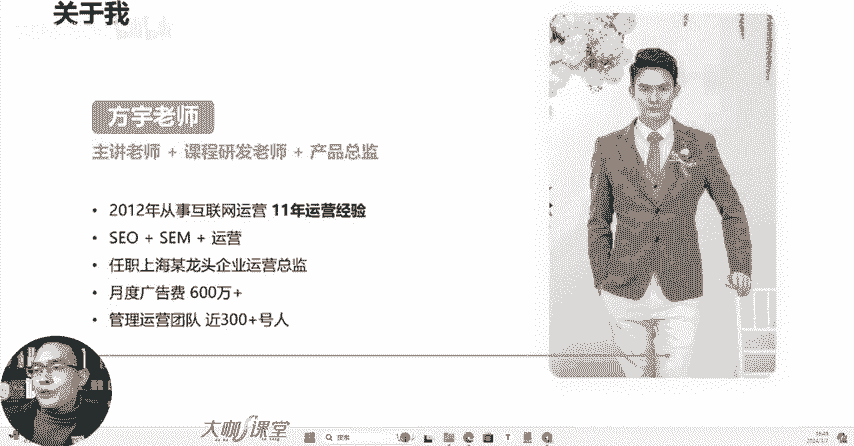 关于我
方宇老师
主讲老师 + 课程研发老师 + 产品总监
• 2012年从事互联网运营 11年运营经验
• SEO + SEM + 运营
• 任职上海某龙头企业运营总监
• 月度广告费 600万+
• 管理运营团队 近300+号人
大咖课堂
搜索